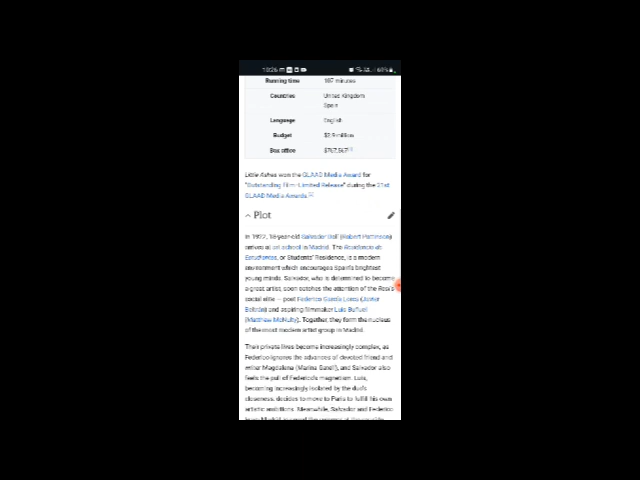 Running time 107 minutes
Countries United Kingdom
Spain
Language English
Budget $2.9 million
Box office
Little Ashes won the GLAAD Media Award for
"Outstanding Film: Limited Release" during the 21st
GLAAD Media Awards.
Plot
In 1922, 18-year-old Salvador Dalí (Robert Pattinson)
arrives at art school in Madrid. The Residencia de
Estudiantes, or Students' Residence, is a modern
environment which encourages Spain's brightest
young minds. Salvador, who is determined to become
a great artist, soon catches the attention of the Resi's
social elite — poet Federico García Lorca (Javier
Beltrán) and aspiring filmmaker Luis Buñuel
(Matthew McNulty). Together, they form the nucleus
of the most modern artist group in Madrid.
Their private lives become increasingly complex, as
Federico ignores the advances of devoted friend and
writer Magdalena (Marina Gatell), and Salvador also
feels the pull of Federico's magnetism. Luis,
becoming increasingly isolated by the duo's
closeness, decides to move to Paris to fulfill his own
artistic ambitions. Meanwhile, Salvador and Federico